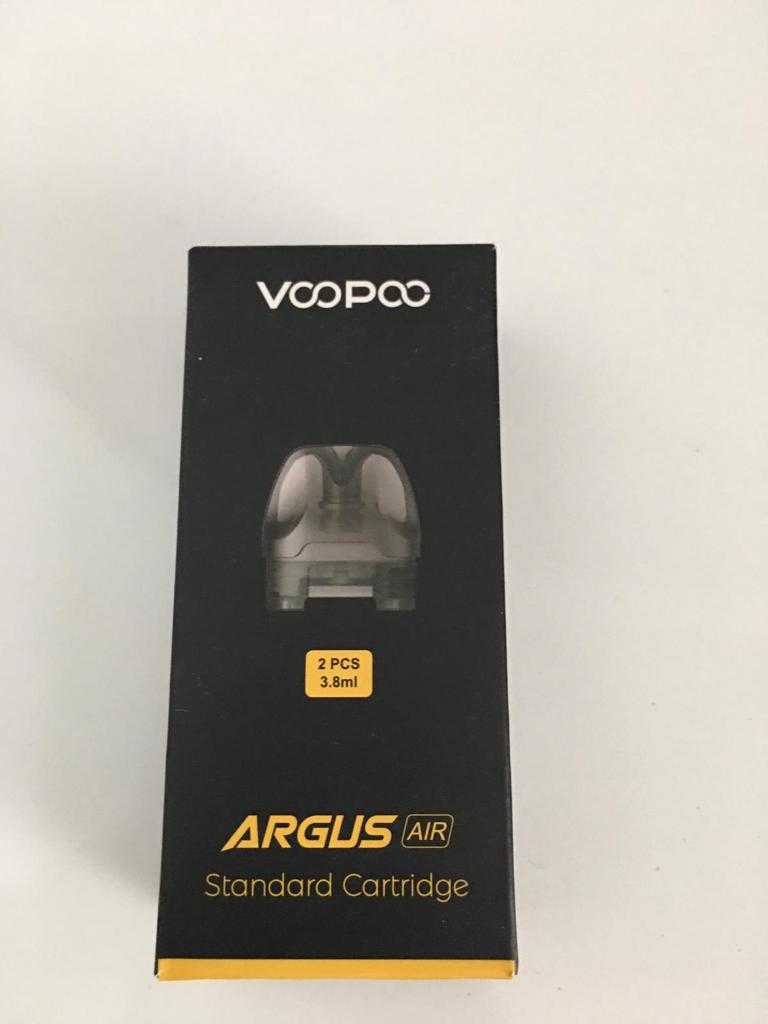 VOOPOO
2 PCS
3.8ml
ARGUS AIR
Standard Cartridge